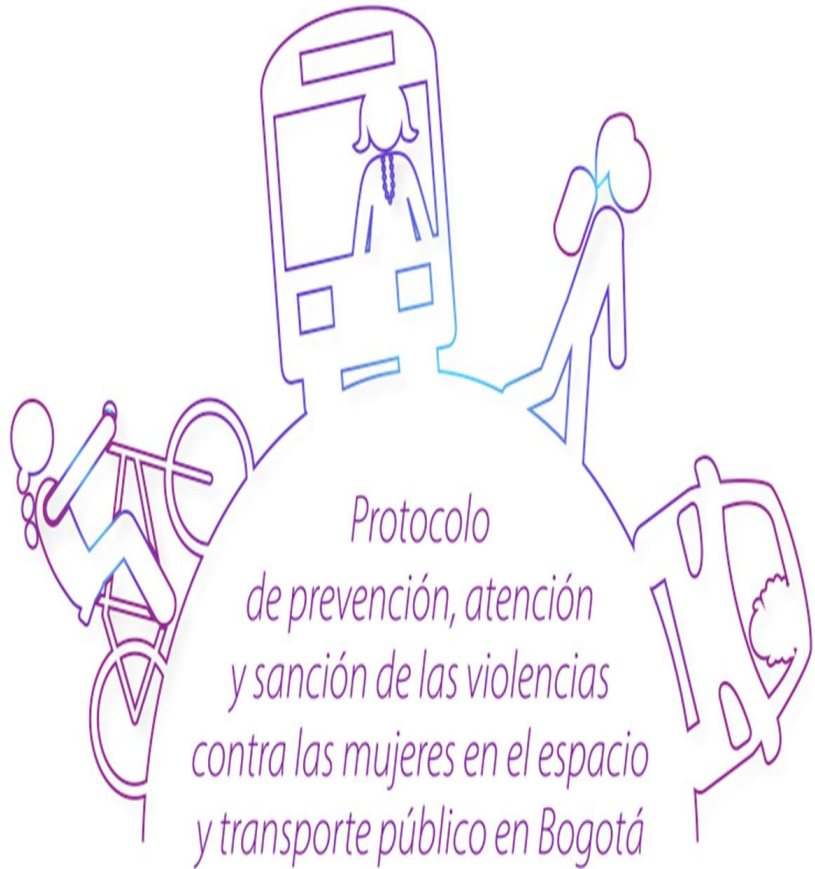 Protocolo
de prevención, atención
y sanción de las violencias
contra las mujeres en el espacio
y transporte público en Bogotá